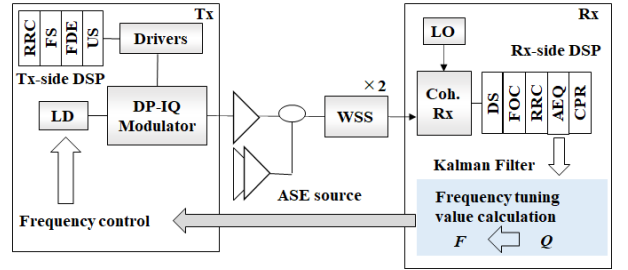 Tx
RRC
FS
FDE
US
Drivers
Tx-side DSP
LD
DP-IQ
Modulator
Frequency control
ASE source
×2
WSS
Rx
LO
Rx-side DSP
Coh.
Rx
DS
FOC
RRC
AEQ
CPR
Kalman Filter
Frequency tuning
value calculation
F Q